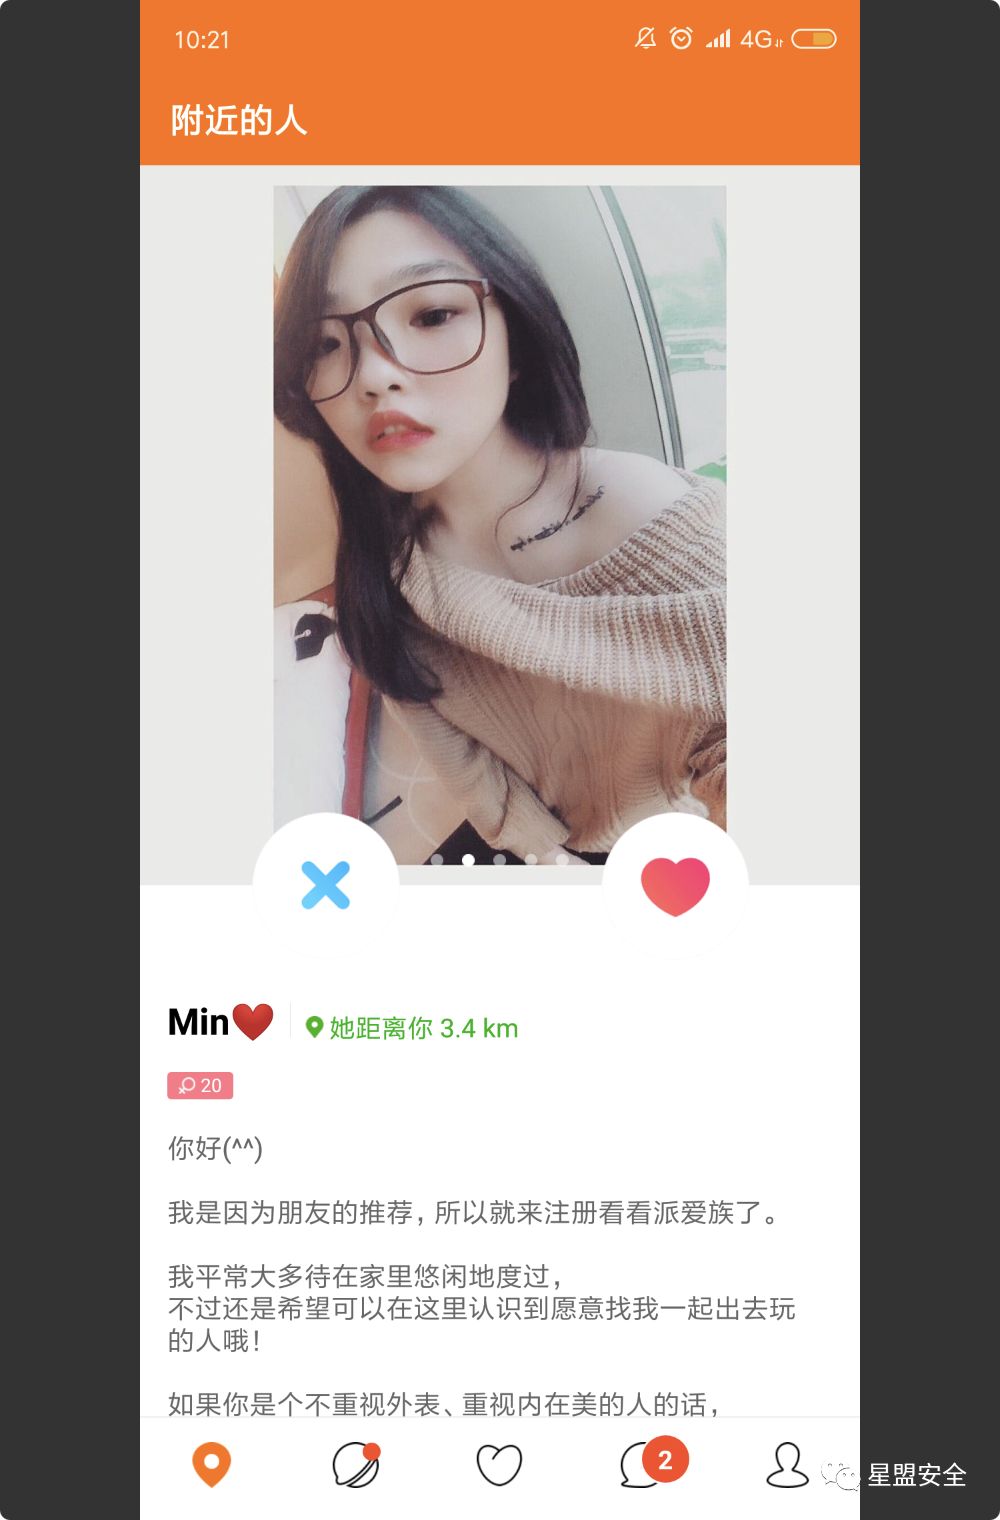 10:21
4G
附近的人
Min❤️
她距离你 3.4 km
20
你好(^^)
我是因为朋友的推荐，所以就来注册看看派爱族了。
我平常大多待在家里悠闲地度过，
不过还是希望可以在这里认识到愿意找我一起出去玩
的人哦！
如果你是个不重视外表、重视内在美的人的话，
2
星盟安全